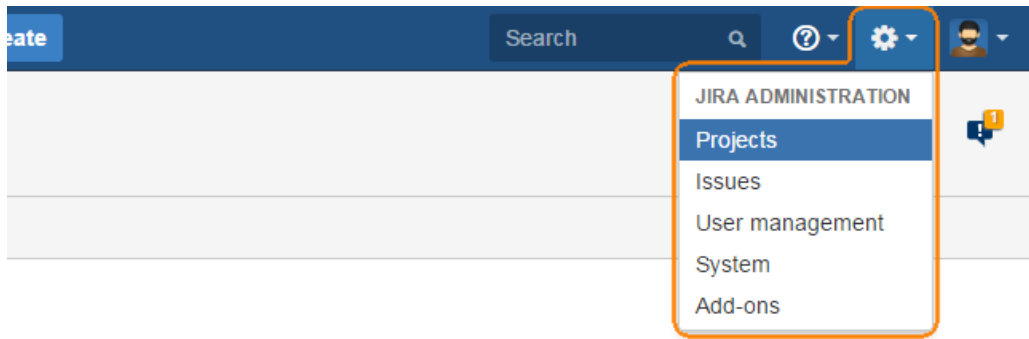 eate
Search
JIRA ADMINISTRATION
1
Projects
Issues
User management
System
Add-ons